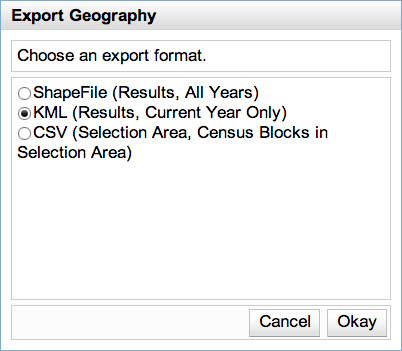 Export Geography
Choose an export format.
ShapeFile (Results, All Years)
KML (Results, Current Year Only)
CSV (Selection Area, Census Blocks in
Selection Area)
Cancel Okay